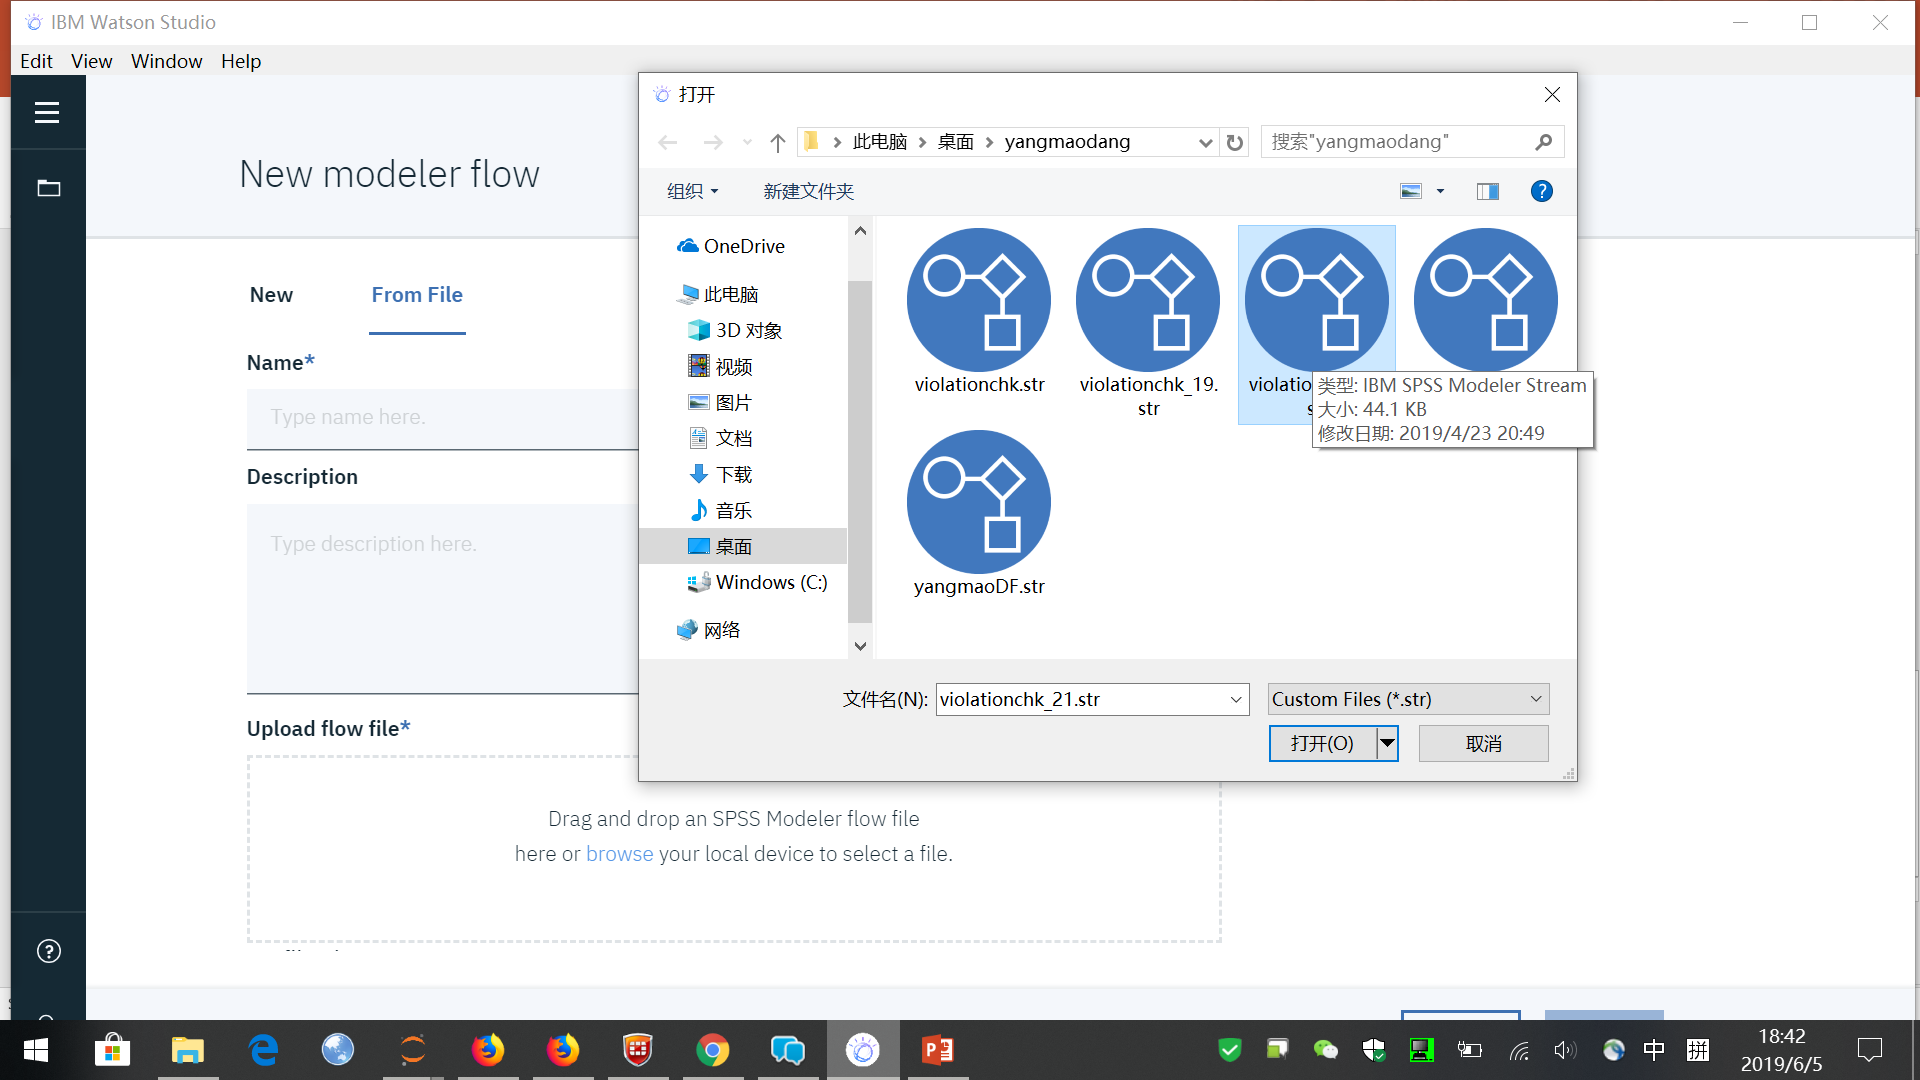 IBM Watson Studio
Edit View Window Help
New modeler flow
New From File
Name*
Type name here.
Description
Type description here.
Upload flow file*
Drag and drop an SPSS Modeler flow file
here or browse your local device to select a file.
打开
此电脑 桌面 yangmaodang
搜索"yangmaodang"
组织 新建文件夹
OneDrive
此电脑
3D 对象
视频
图片
文档
下载
音乐
桌面
Windows (C:)
网络
violationchk.str
violationchk_19.
str
violatio
类型: IBM SPSS Modeler Stream
大小: 44.1 KB
修改日期: 2019/4/23 20:49
yangmaoDF.str
文件名(N): violationchk_21.str
Custom Files (*.str)
打开(O) 取消
中 拼
18:42
2019/6/5